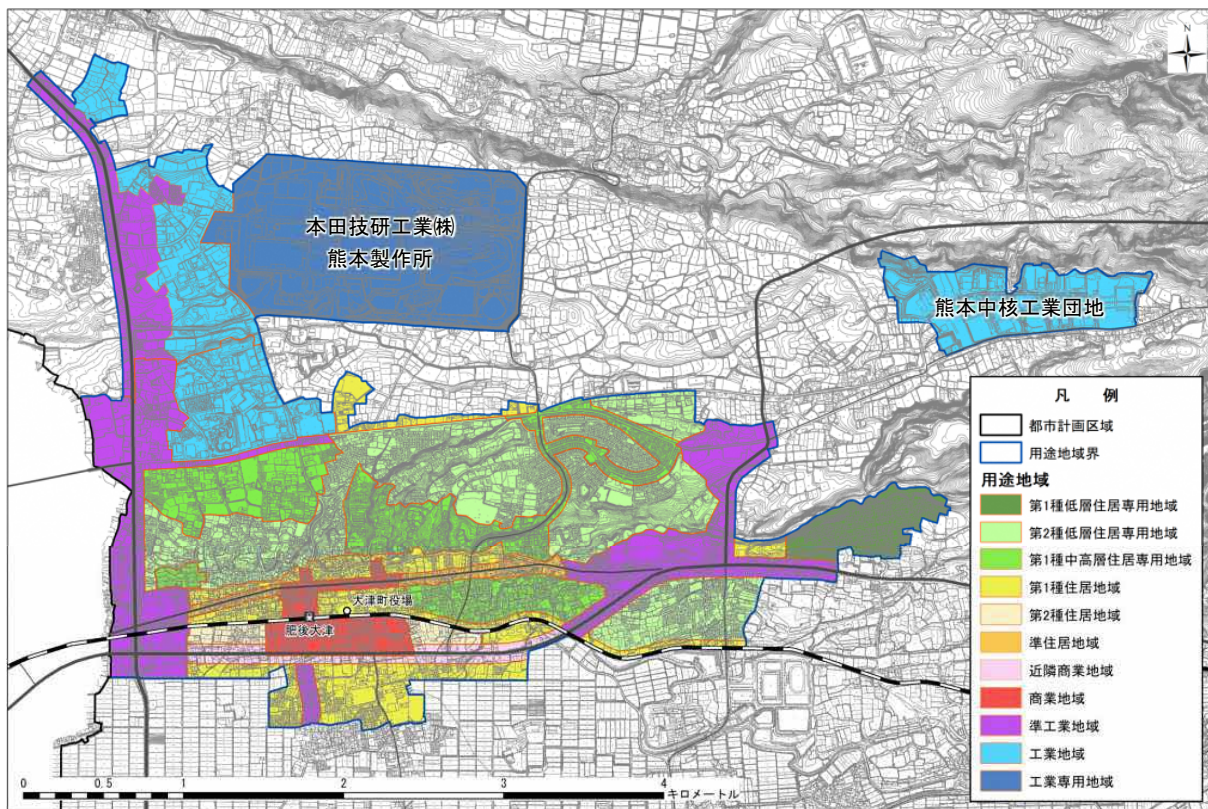 N
本田技研工業㈱
熊本製作所
熊本中核工業団地
大津町役場
肥後大津
凡 例
都市計画区域
用途地域界
用途地域
第1種低層住居専用地域
第2種低層住居専用地域
第1種中高層住居専用地域
第1種住居地域
第2種住居地域
準住居地域
近隣商業地域
商業地域
準工業地域
工業地域
工業専用地域
0 0.5 1 2 3 4
キロメートル